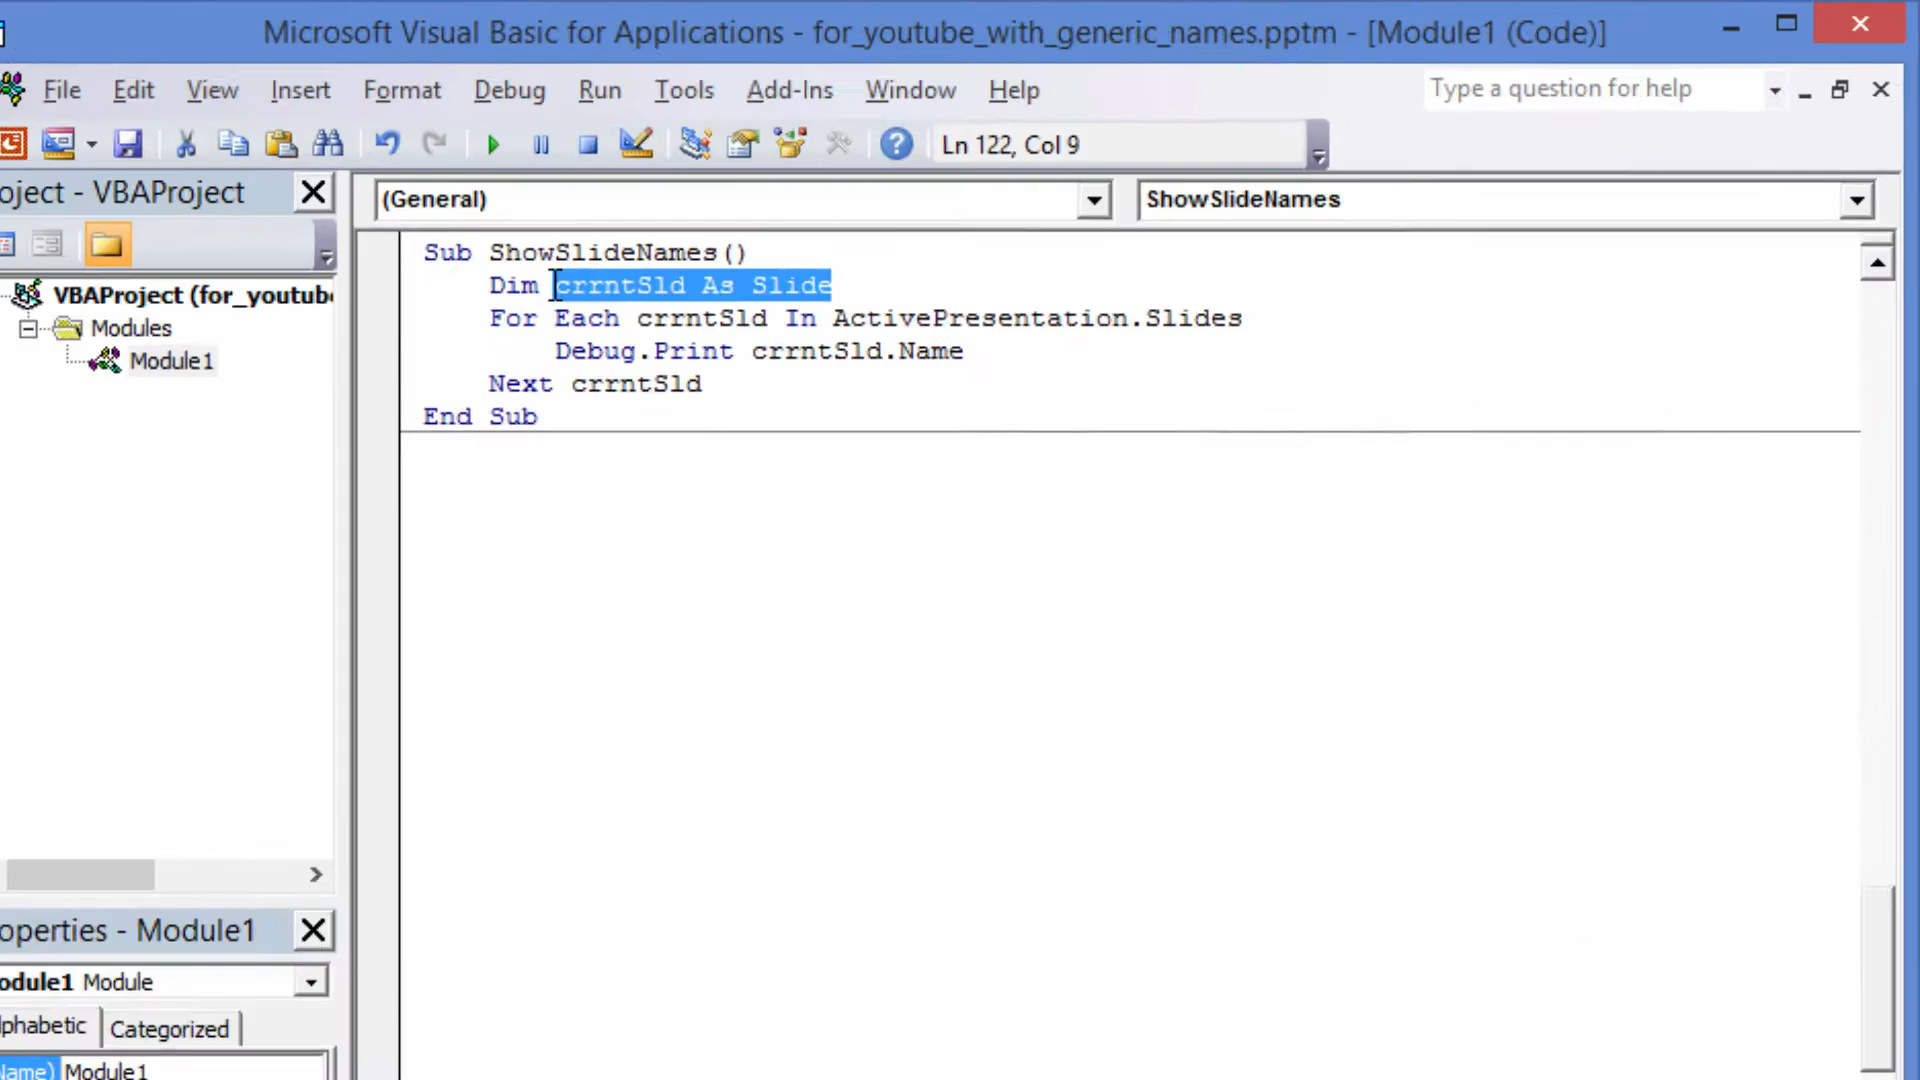 Microsoft Visual Basic for Applications - for_youtube_with_generic_names.pptm - [Module1 (Code)]
File Edit View Insert Format Debug Run Tools Add-Ins Window Help Type a question for help
Ln 122, Col 9
oject - VBAProject
(General) ShowSlideNames
VBAProject (for_youtub
Modules
Module1
Sub ShowSlideNames()
Dim crrntSld As Slide
For Each crrntSld In ActivePresentation.Slides
Debug.Print crrntSld.Name
Next crrntSld
End Sub
operties - Module1
odule1 Module
lphabetic Categorized
Name) Module1